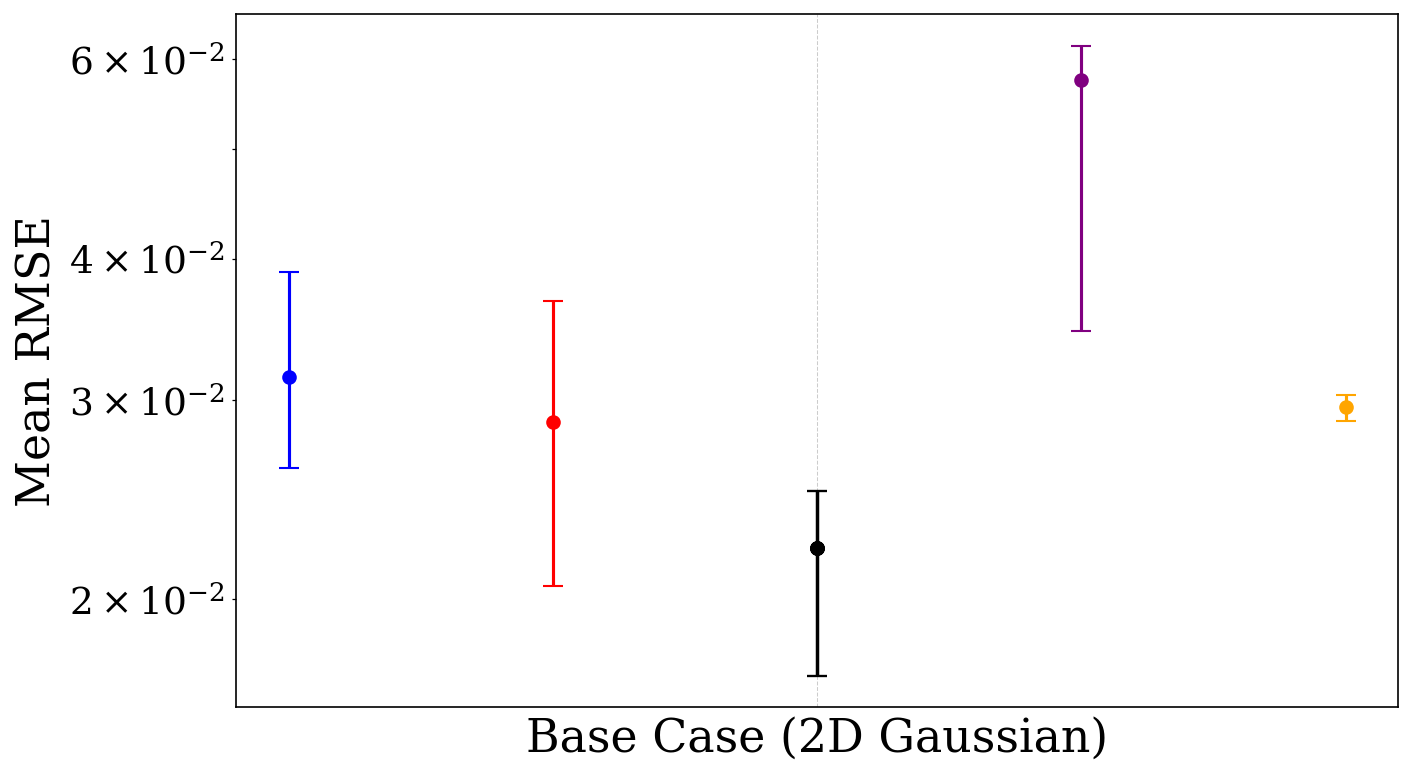 Mean RMSE
6 × 10⁻²
4 × 10⁻²
3 × 10⁻²
2 × 10⁻²
Base Case (2D Gaussian)